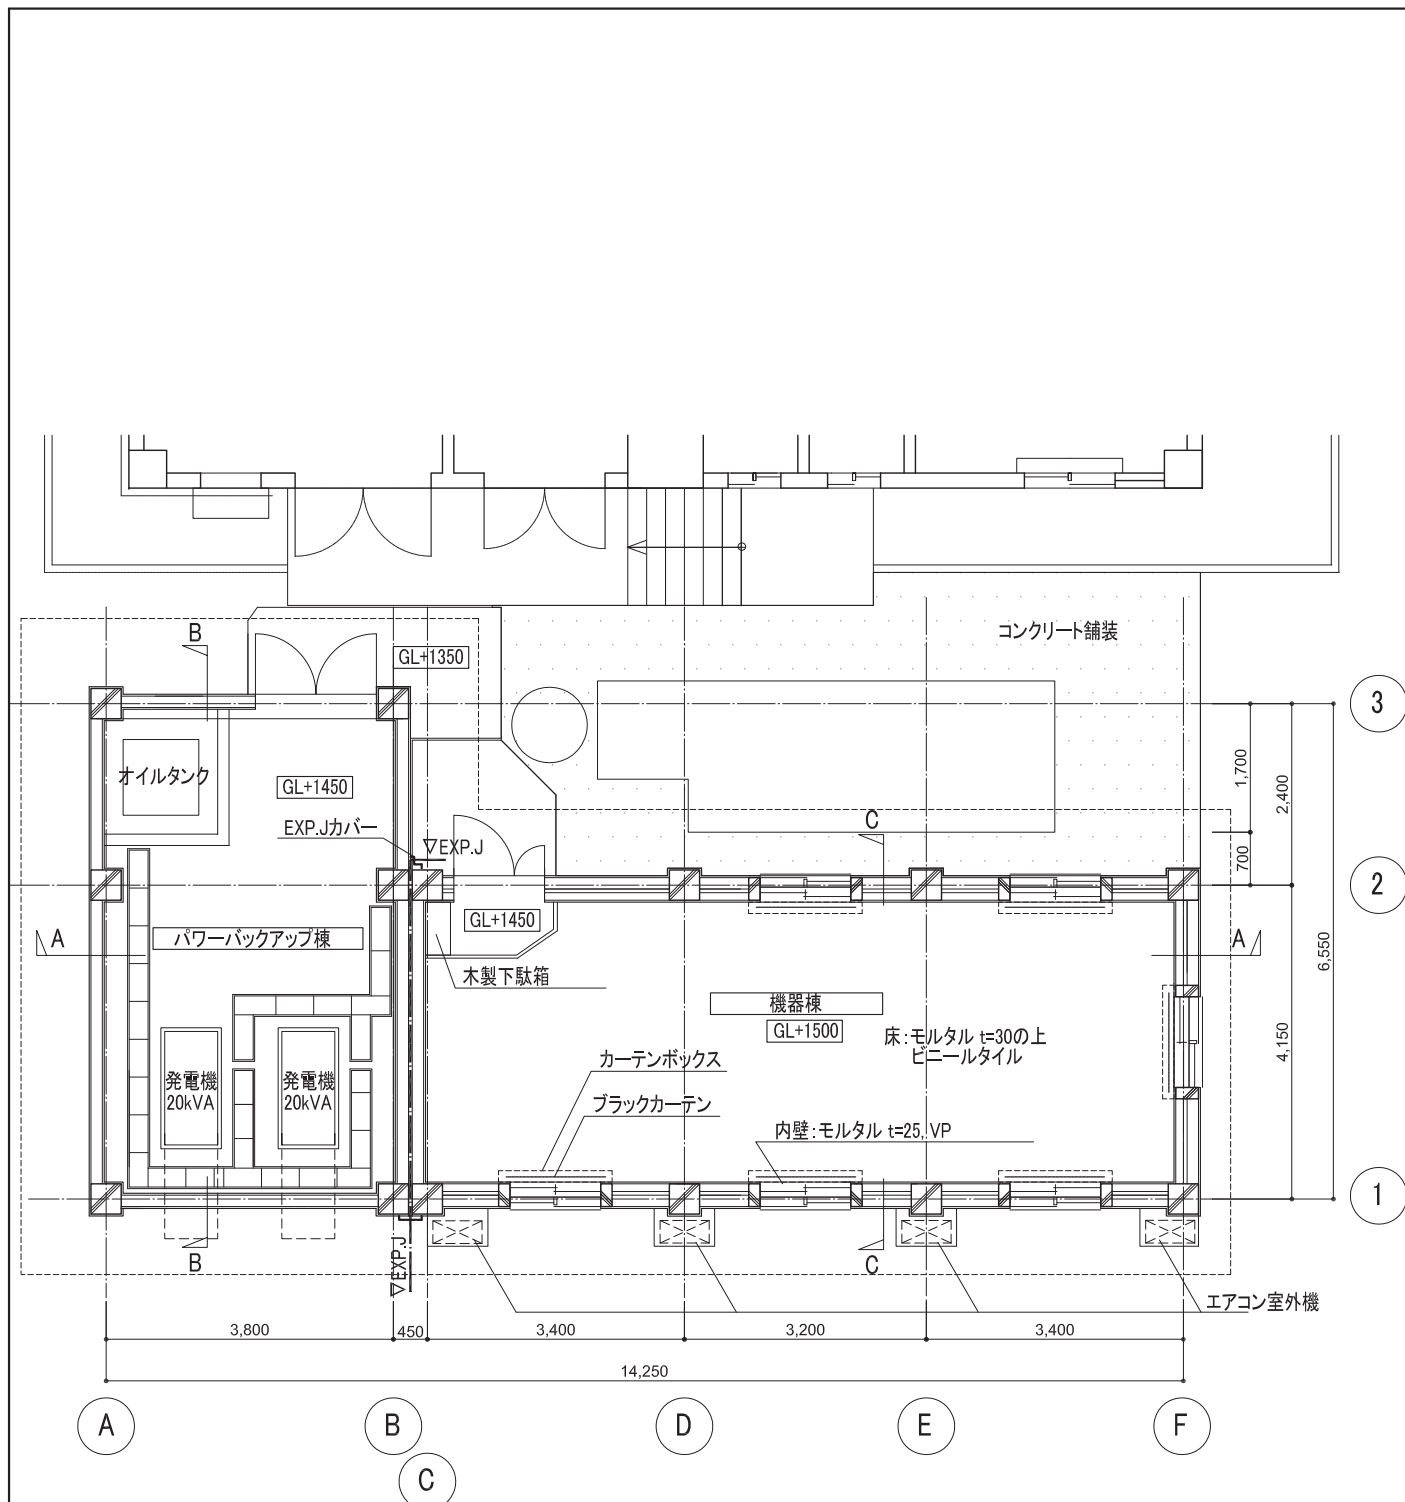 コンクリート舗装
B
GL+1350
3
オイルタンク
GL+1450
1,700
2,400
EXP.Jカバー
▽EXP.J
C
700
2
GL+1450
A
パワーバックアップ棟
A
6,550
木製下駄箱
機器棟
GL+1500
床:モルタル t=30の上
ビニールタイル
4,150
カーテンボックス
発電機
20kVA
発電機
20kVA
ブラックカーテン
内壁:モルタル t=25, VP
1
B
▽EXP.J
C
エアコン室外機
3,800
450
3,400
3,200
3,400
14,250
A
B
D
E
F
C